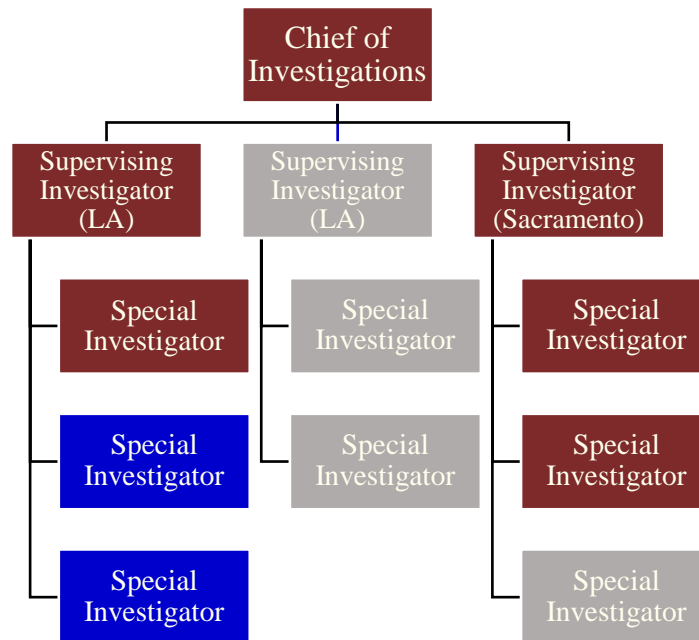 Chief of
Investigations
Supervising
Investigator
(LA)
Supervising
Investigator
(LA)
Supervising
Investigator
(Sacramento)
Special
Investigator
Special
Investigator
Special
Investigator
Special
Investigator
Special
Investigator
Special
Investigator
Special
Investigator
Special
Investigator